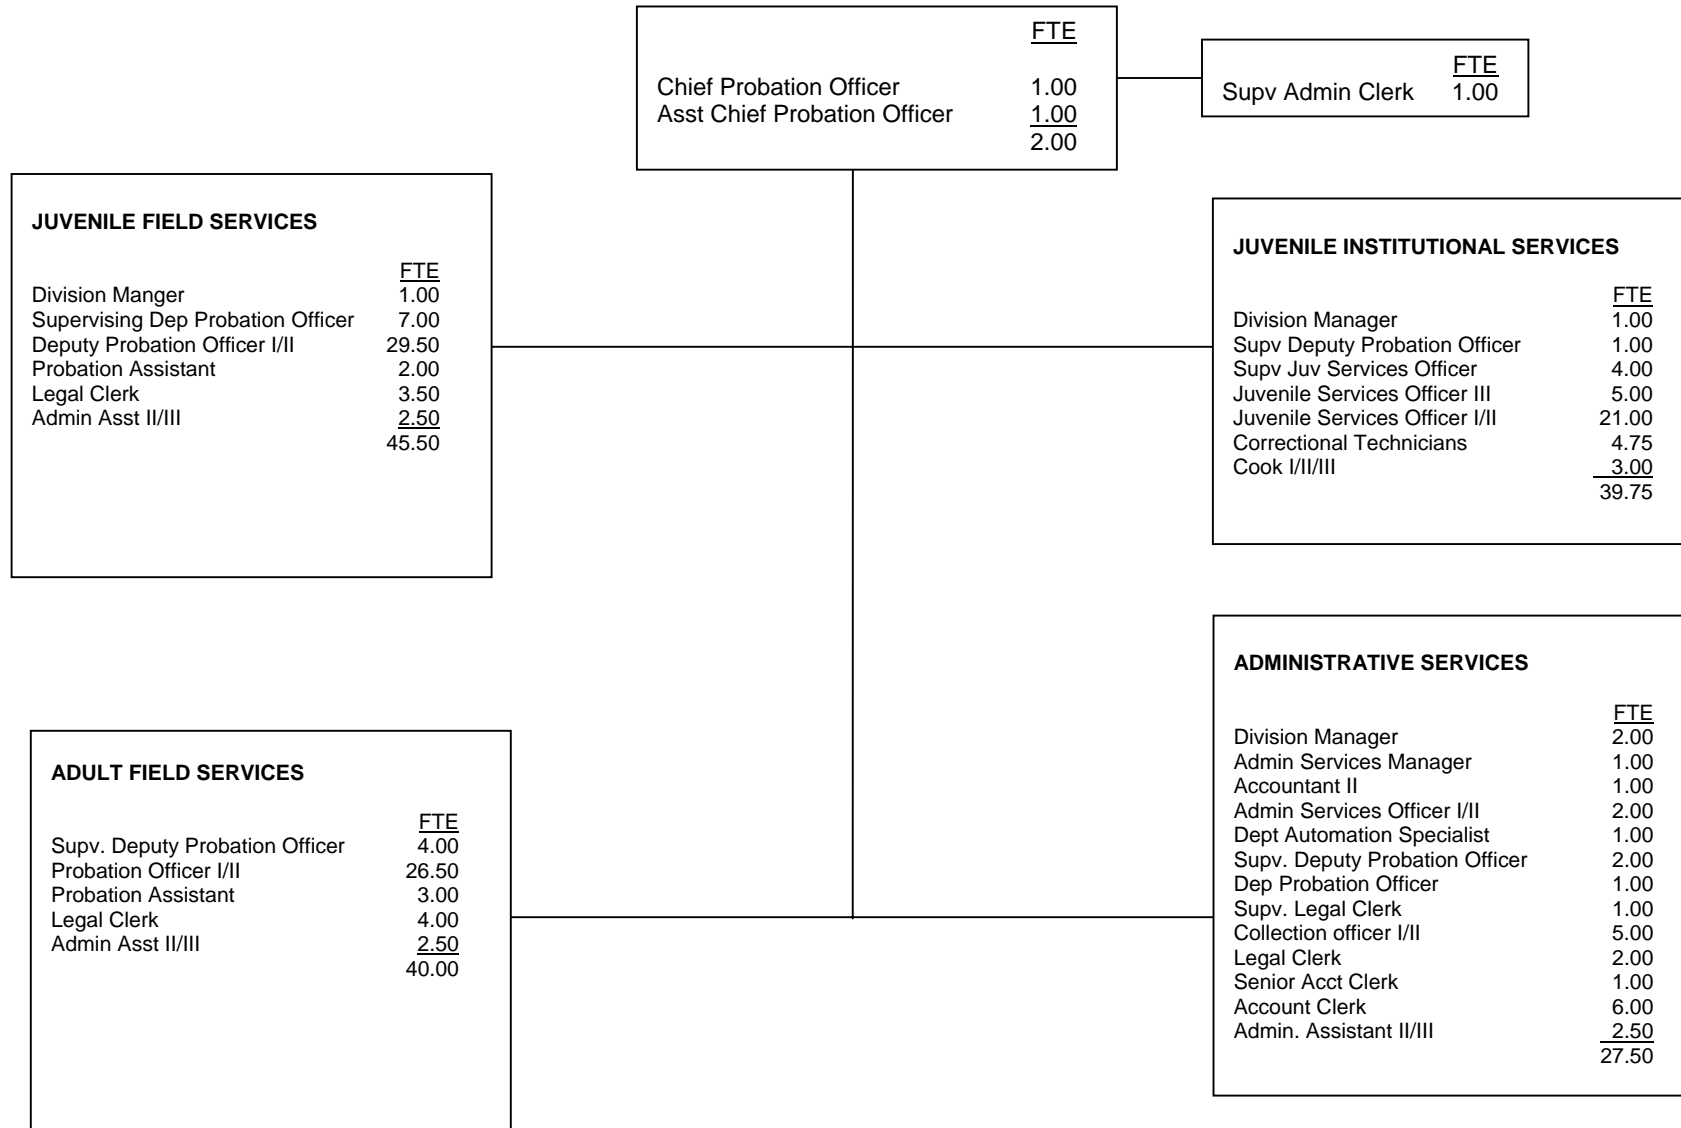 FTE
Chief Probation Officer 1.00
Asst Chief Probation Officer 1.00
2.00
FTE
Supv Admin Clerk 1.00
JUVENILE FIELD SERVICES
FTE
Division Manger 1.00
Supervising Dep Probation Officer 7.00
Deputy Probation Officer I/II 29.50
Probation Assistant 2.00
Legal Clerk 3.50
Admin Asst II/III 2.50
45.50
JUVENILE INSTITUTIONAL SERVICES
FTE
Division Manager 1.00
Supv Deputy Probation Officer 1.00
Supv Juv Services Officer 4.00
Juvenile Services Officer III 5.00
Juvenile Services Officer I/II 21.00
Correctional Technicians 4.75
Cook I/II/III 3.00
39.75
ADULT FIELD SERVICES
FTE
Supv. Deputy Probation Officer 4.00
Probation Officer I/II 26.50
Probation Assistant 3.00
Legal Clerk 4.00
Admin Asst II/III 2.50
40.00
ADMINISTRATIVE SERVICES
FTE
Division Manager 2.00
Admin Services Manager 1.00
Accountant II 1.00
Admin Services Officer I/II 2.00
Dept Automation Specialist 1.00
Supv. Deputy Probation Officer 2.00
Dep Probation Officer 1.00
Supv. Legal Clerk 1.00
Collection officer I/II 5.00
Legal Clerk 2.00
Senior Acct Clerk 1.00
Account Clerk 6.00
Admin. Assistant II/III 2.50
27.50